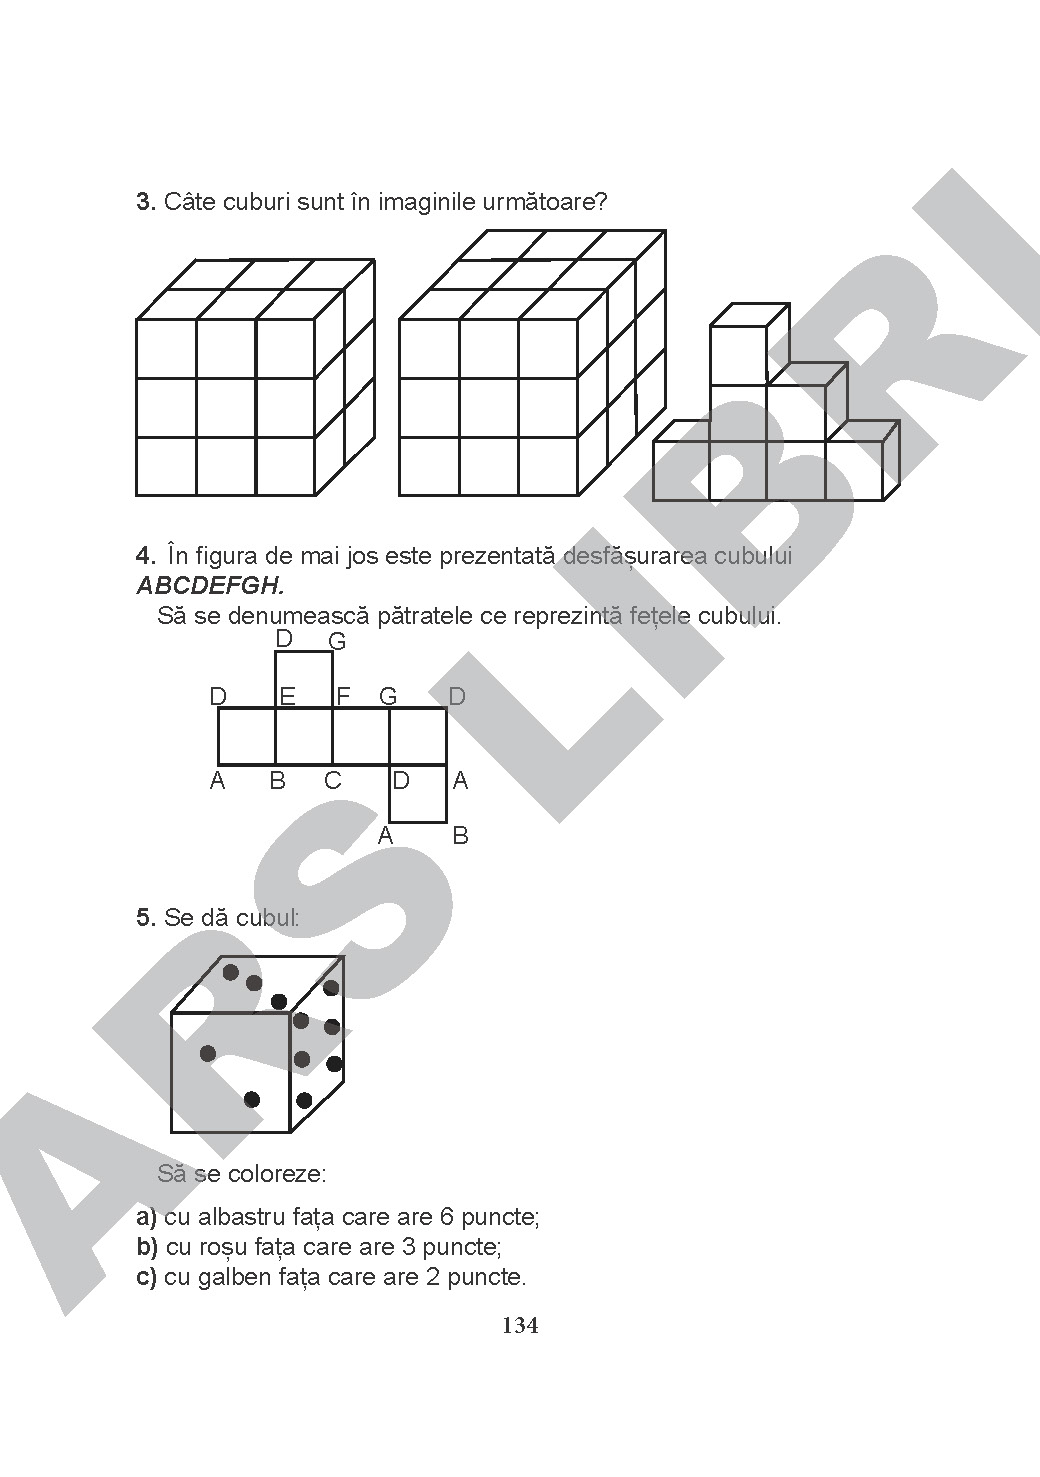 3. Câte cuburi sunt în imaginile următoare?
4. În figura de mai jos este prezentată desfășurarea cubului
ABCDEFGH.
Să se denumească pătratele ce reprezintă fețele cubului.
D G
D E F G D
A B C D A
A B
5. Se dă cubul:
Să se coloreze:
a) cu albastru fața care are 6 puncte;
b) cu roșu fața care are 3 puncte;
c) cu galben fața care are 2 puncte.
134
ARS LIBRI